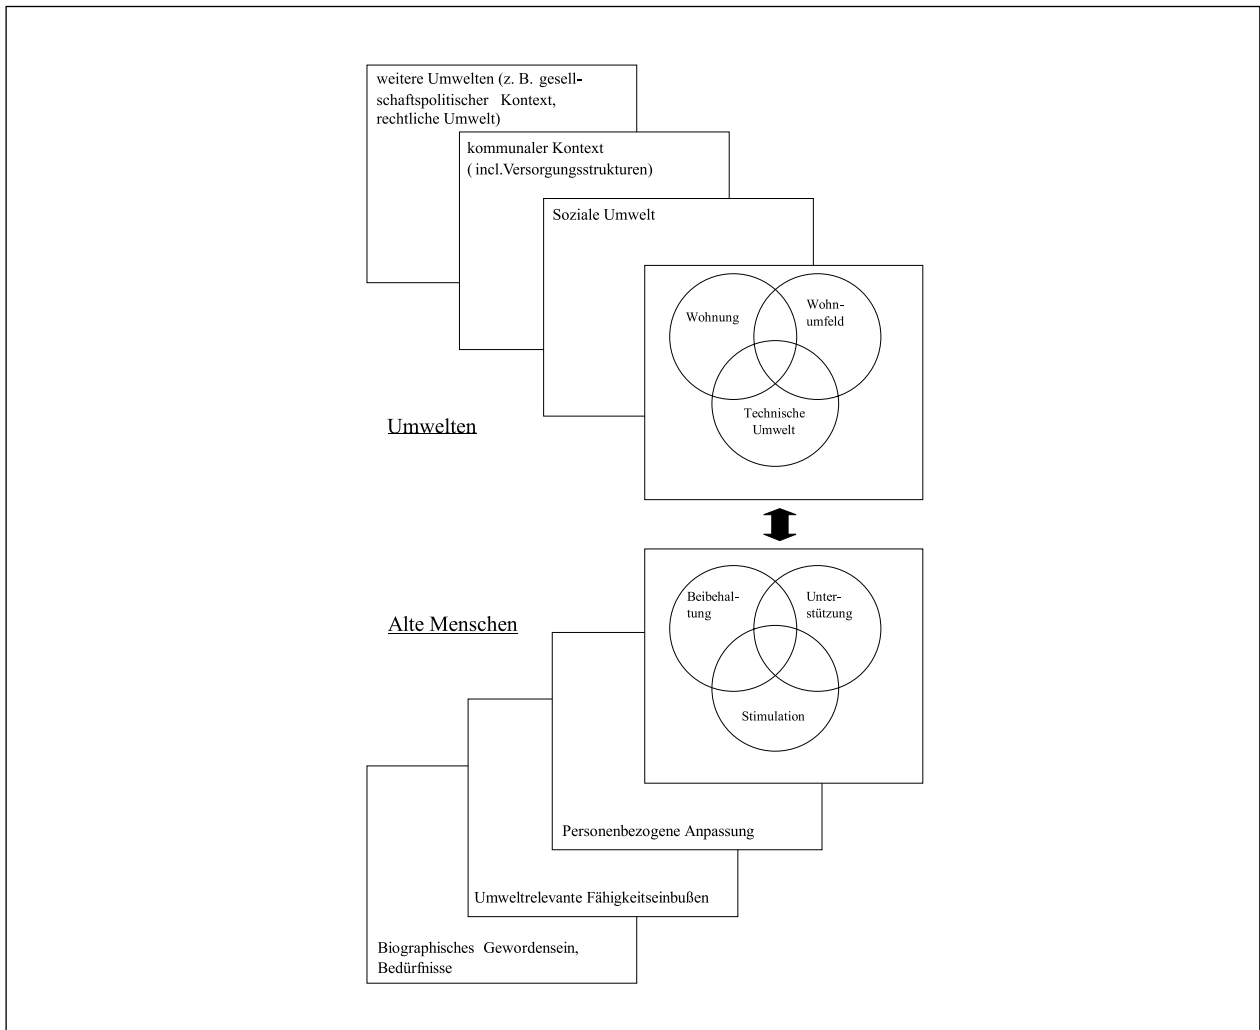 weitere Umwelten (z. B. gesell-
schaftspolitischer Kontext,
rechtliche Umwelt)
kommunaler Kontext
( incl.Versorgungsstrukturen)
Soziale Umwelt
Wohnung
Wohn-
umfeld
Technische
Umwelt
Umwelten
Alte Menschen
Beibehal-
tung
Unter-
stützung
Stimulation
Personenbezogene Anpassung
Umweltrelevante Fähigkeitseinbußen
Biographisches Gewordensein,
Bedürfnisse